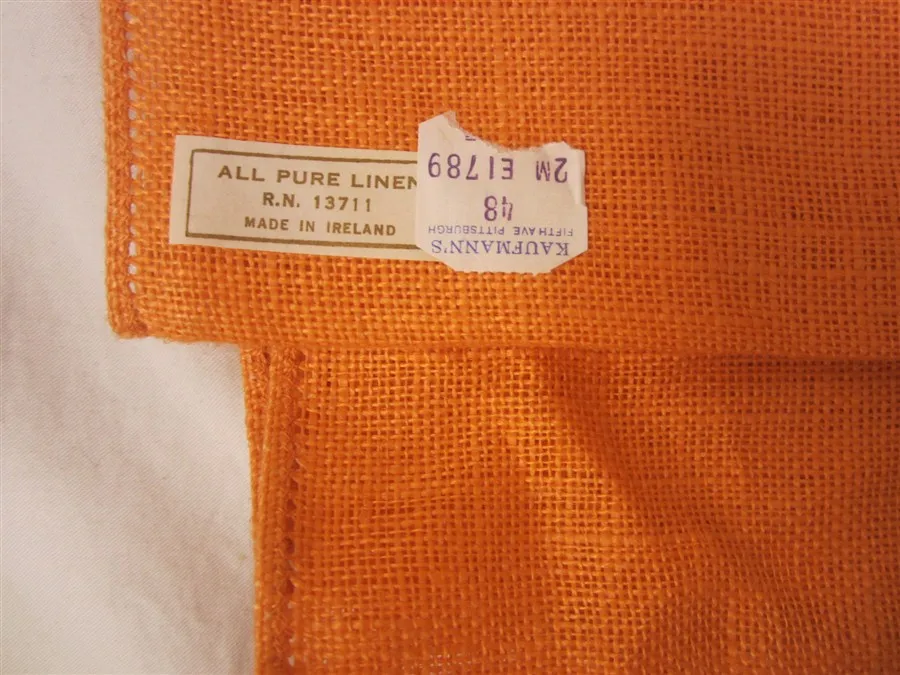 ALL PURE LINEN
R.N. 13711
MADE IN IRELAND
KAUFMANN'S
FIFTH AVE PITTSBURGH
48
2M E1789